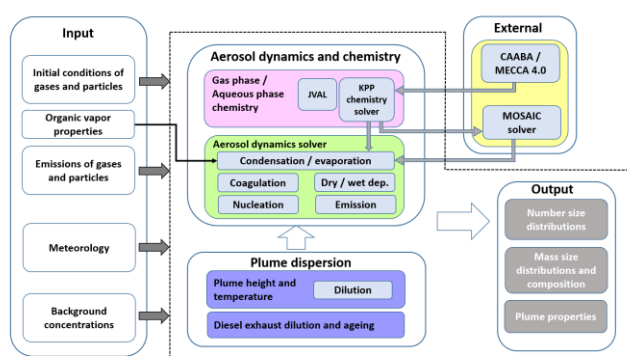 Input
Initial conditions of
gases and particles
Organic vapor
properties
Emissions of gases
and particles
Meteorology
Background
concentrations
Aerosol dynamics and chemistry
Gas phase /
Aqueous phase
chemistry
JVAL
KPP
chemistry
solver
Aerosol dynamics solver
Condensation / evaporation
Coagulation
Dry / wet dep.
Nucleation
Emission
Plume dispersion
Plume height and
temperature
Dilution
Diesel exhaust dilution and ageing
External
CAABA /
MECCA 4.0
MOSAIC
solver
Output
Number size
distributions
Mass size
distributions and
composition
Plume properties